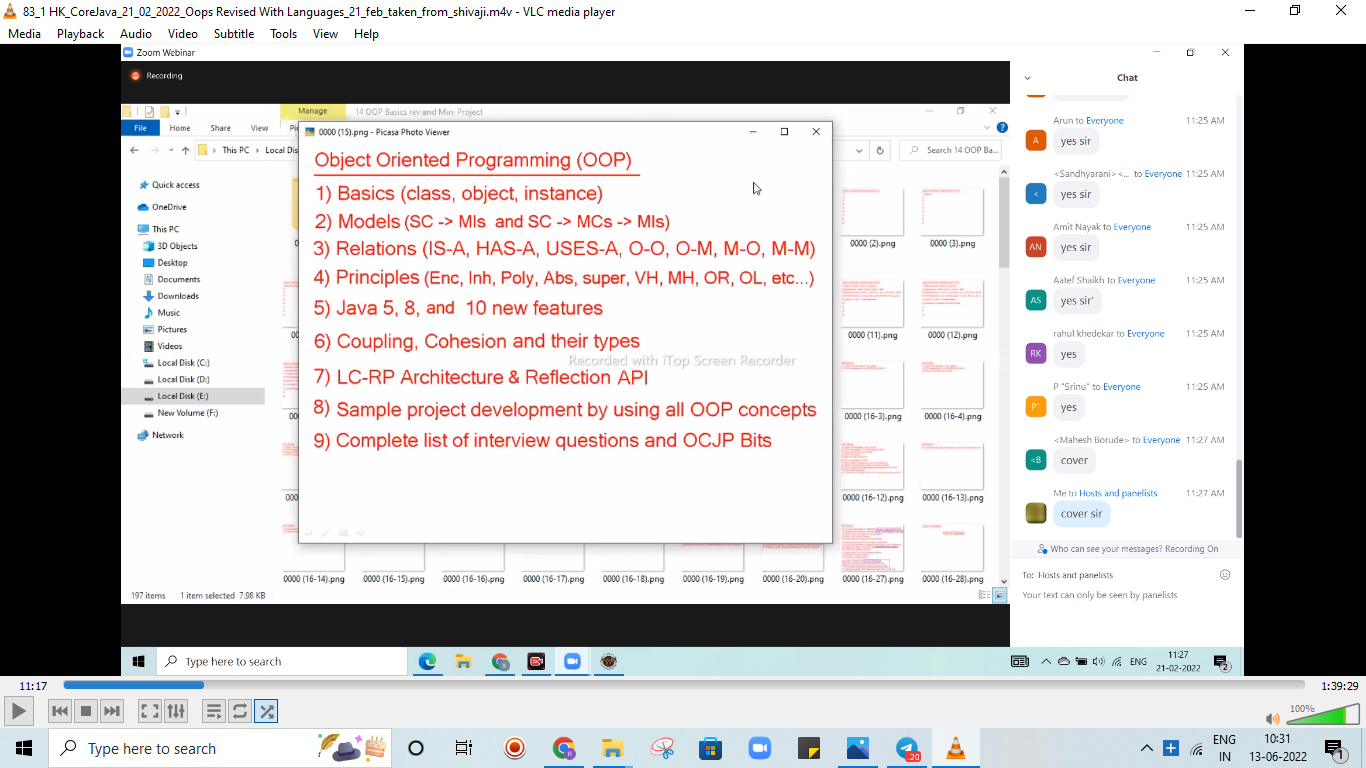 83_1 HK_CoreJava_21_02_2022_Oops Revised With Languages_21_feb_taken_from_shivaji.m4v - VLC media player
Media Playback Audio Video Subtitle Tools View Help
Zoom Webinar
Recording
Manage 14 OOP Basics rev and Mini Project
File Home Share View
This PC Local Dis
Search 14 OOP Ba...
Quick access
OneDrive
This PC
3D Objects
Desktop
Documents
Downloads
Music
Pictures
Videos
Local Disk (C:)
Local Disk (D:)
Local Disk (E:)
New Volume (F:)
Network
0000 (15).png - Picasa Photo Viewer
Object Oriented Programming (OOP)
1) Basics (class, object, instance)
2) Models (SC -> MIs and SC -> MCs -> MIs)
3) Relations (IS-A, HAS-A, USES-A, O-O, O-M, M-O, M-M)
4) Principles (Enc, Inh, Poly, Abs, super, VH, MH, OR, OL, etc...)
5) Java 5, 8, and 10 new features
6) Coupling, Cohesion and their types
Recorded with iTop Screen Recorder
7) LC-RP Architecture & Reflection API
8) Sample project development by using all OOP concepts
9) Complete list of interview questions and OCJP Bits
0000 (2).png 0000 (3).png
0000 (11).png 0000 (12).png
0000 (16-3).png 0000 (16-4).png
0000 (16-12).png 0000 (16-13).png
0000 (16-14).png 0000 (16-15).png 0000 (16-16).png 0000 (16-17).png 0000 (16-18).png 0000 (16-19).png 0000 (16-20).png 0000 (16-27).png 0000 (16-28).png
197 items 1 item selected 7.98 KB
Chat
Arun to Everyone 11:25 AM
A yes sir
<Sandhyarani> <... to Everyone 11:25 AM
< yes sir
Amit Nayak to Everyone 11:25 AM
AN yes sir
Aatef Shaikh to Everyone 11:25 AM
AS yes sir'
rahul khedekar to Everyone 11:25 AM
RK yes
P "Srinu" to Everyone 11:25 AM
P" yes
<Mahesh Borude> to Everyone 11:27 AM
<B cover
Me to Hosts and panelists 11:27 AM
cover sir
Who can see your messages? Recording On
To: Hosts and panelists
Your text can only be seen by panelists
Type here to search
ENG 11:27
21-02-2022 2
11:17 1:39:29
100%
Type here to search
20
ENG 10:31
IN 13-06-2022 1